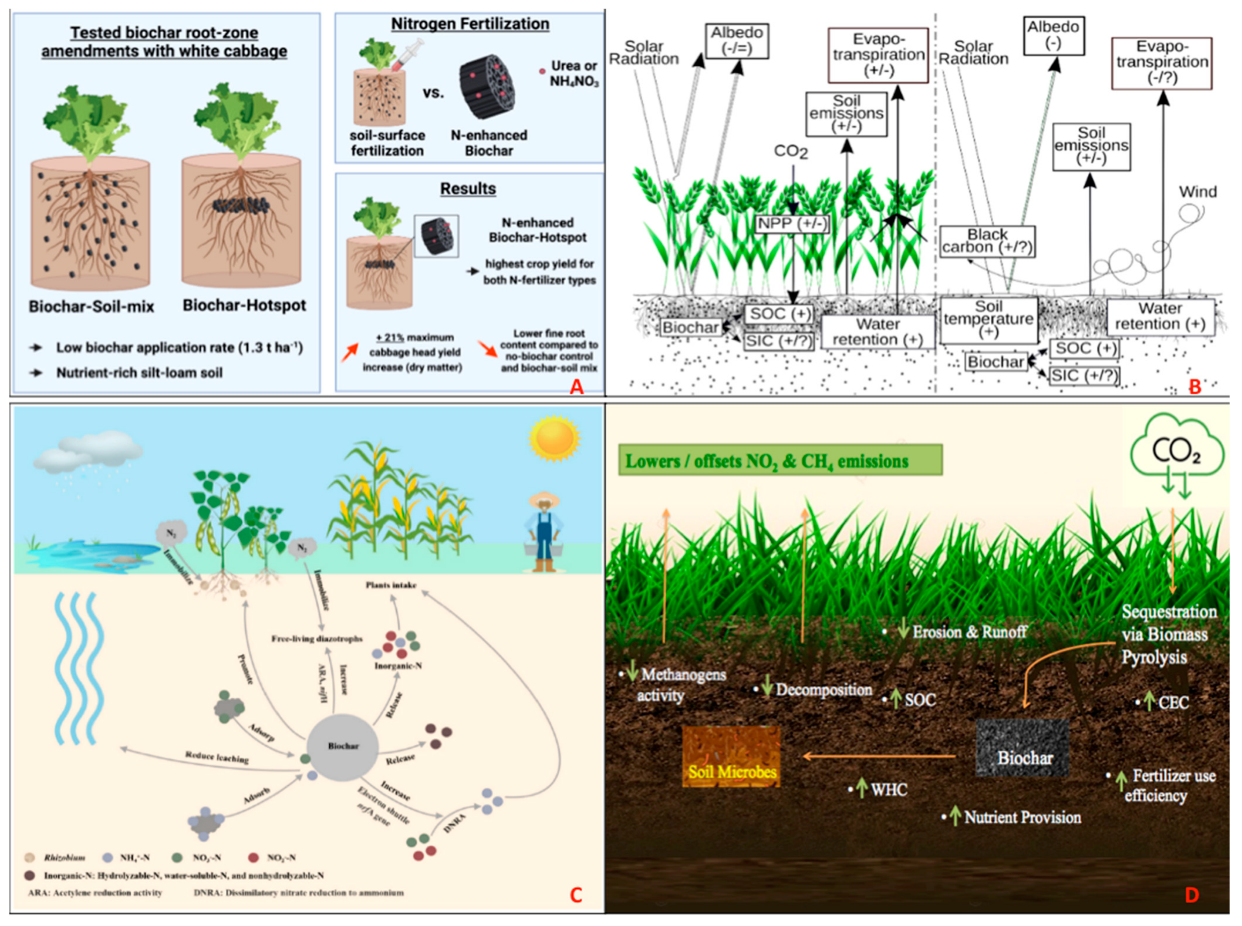 Tested biochar root-zone
amendments with white cabbage
Biochar-Soil-mix
Biochar-Hotspot
Low biochar application rate (1.3 t ha⁻¹)
Nutrient-rich silt-loam soil
Nitrogen Fertilization
Urea or
NH₄NO₃
vs.
soil-surface
fertilization
N-enhanced
Biochar
Results
N-enhanced
Biochar-Hotspot
highest crop yield for
both N-fertilizer types
+ 21% maximum
cabbage head yield
increase (dry matter)
Lower fine root
content compared to
no-biochar control
and biochar-soil mix
A
Solar
Radiation
Albedo
(-/=)
Evapo-
transpiration
(+/-)
Soil
emissions
(+/-)
CO₂
NPP (+/-)
Biochar
SOC (+)
SIC (+/?)
Water
retention (+)
Solar
Radiation
Albedo
(-)
Evapo-
transpiration
(-/?)
Soil
emissions
(+/-)
Wind
Black
carbon (+/?)
Soil
temperature
(+)
Water
retention (+)
Biochar
SOC (+)
SIC (+/?)
B
N₂
Immobilize
N₂
Immobilize
Plants intake
Free-living diazotrophs
Inorganic-N
Promote
Increase
ARA, nifH
Release
Adsorp
Biochar
Release
Reduce leaching
Increase
Electron shuttle
nrfA gene
Adsorb
DNRA
Rhizobium
NH₄⁺-N
NO₃⁻-N
NO₂⁻-N
Inorganic-N: Hydrolyzable-N, water-soluble-N, and nonhydrolyzable-N
ARA: Acetylene reduction activity
DNRA: Dissimilatory nitrate reduction to ammonium
C
Lowers / offsets NO₂ & CH₄ emissions
CO₂
Sequestration
via Biomass
Pyrolysis
• Erosion & Runoff
• Methanogens
activity
• Decomposition
• SOC
• CEC
Soil Microbes
Biochar
• WHC
• Fertilizer use
efficiency
• Nutrient Provision
D